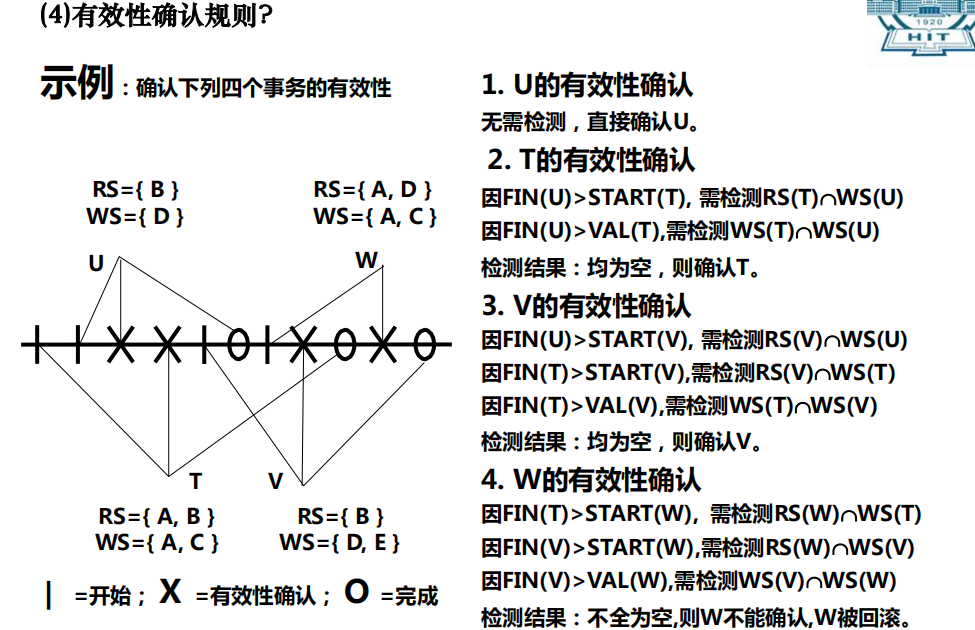 (4)有效性确认规则?
1920
HIT
示例：确认下列四个事务的有效性
RS={ B }
WS={ D }
RS={ A, D }
WS={ A, C }
U
W
T
V
RS={ A, B }
WS={ A, C }
RS={ B }
WS={ D, E }
| =开始； X =有效性确认； O =完成
1. U的有效性确认
无需检测，直接确认U。
2. T的有效性确认
因FIN(U)>START(T), 需检测RS(T)∩WS(U)
因FIN(U)>VAL(T),需检测WS(T)∩WS(U)
检测结果：均为空，则确认T。
3. V的有效性确认
因FIN(U)>START(V), 需检测RS(V)∩WS(U)
因FIN(T)>START(V),需检测RS(V)∩WS(T)
因FIN(T)>VAL(V),需检测WS(T)∩WS(V)
检测结果：均为空，则确认V。
4. W的有效性确认
因FIN(T)>START(W), 需检测RS(W)∩WS(T)
因FIN(V)>START(W),需检测RS(W)∩WS(V)
因FIN(V)>VAL(W),需检测WS(V)∩WS(W)
检测结果：不全为空,则W不能确认,W被回滚。